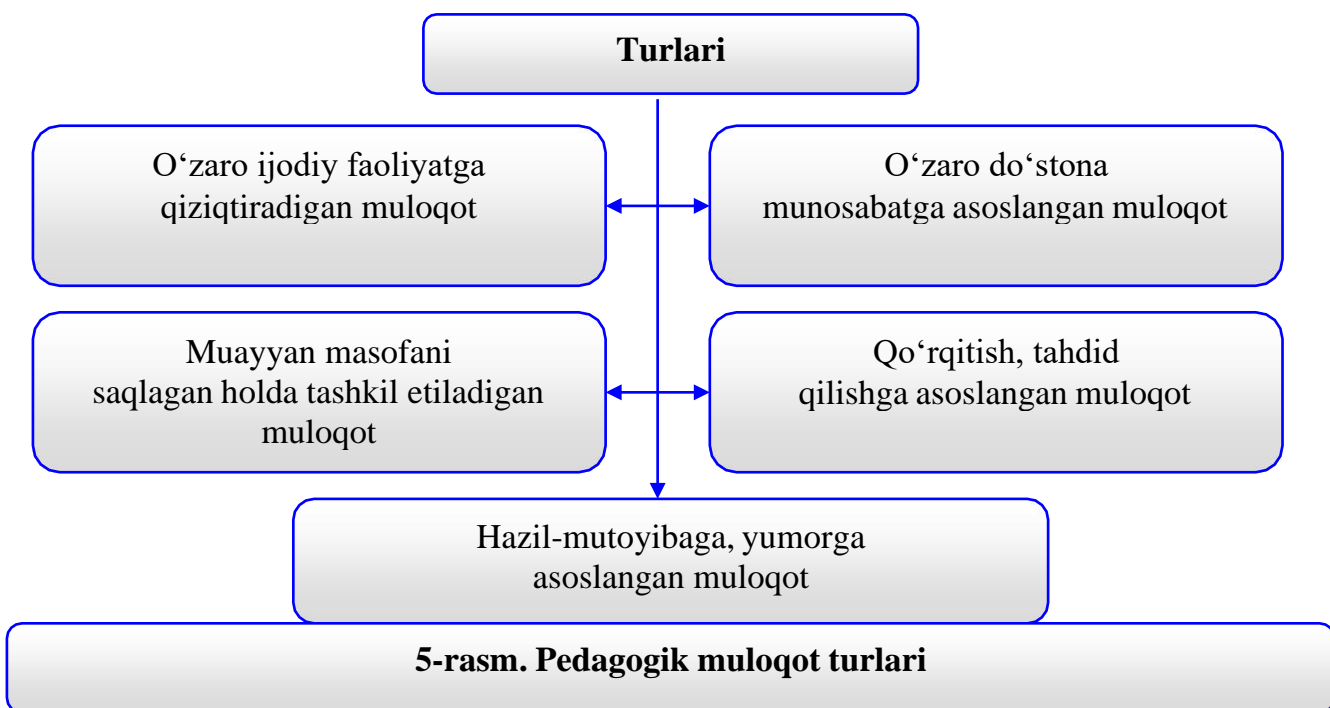 Turlari
O‘zaro ijodiy faoliyatga
qiziqtiradigan muloqot
O‘zaro do‘stona
munosabatga asoslangan muloqot
Muayyan masofani
saqlagan holda tashkil etiladigan
muloqot
Qo‘rqitish, tahdid
qilishga asoslangan muloqot
Hazil-mutoyibaga, yumorga
asoslangan muloqot
5-rasm. Pedagogik muloqot turlari